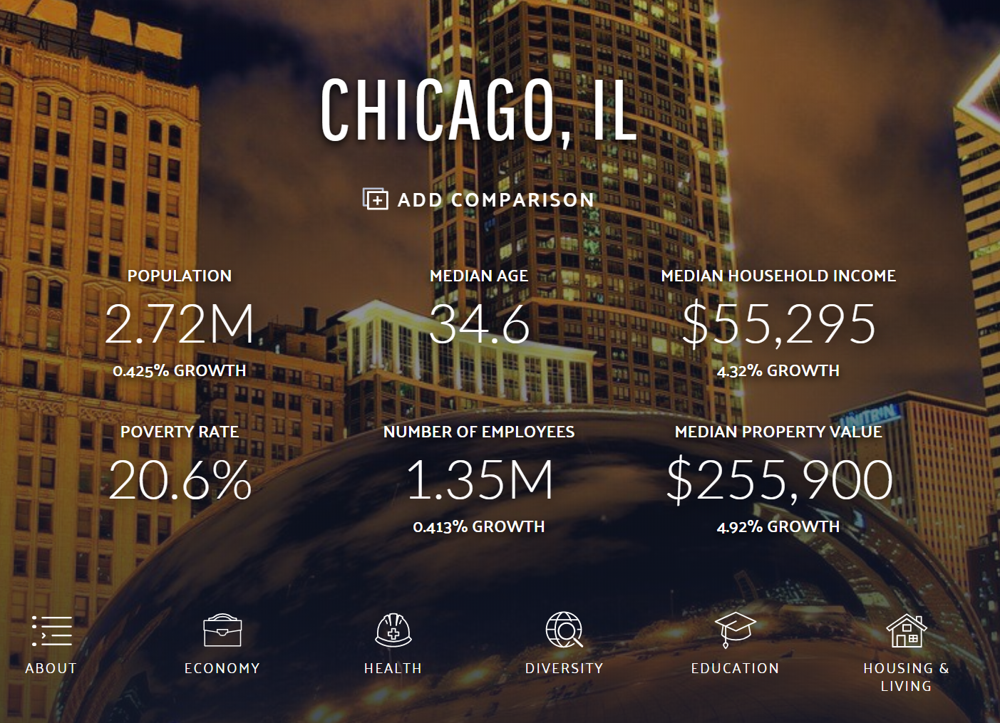 CHICAGO, IL
ADD COMPARISON
POPULATION
2.72M
0.425% GROWTH
MEDIAN AGE
34.6
MEDIAN HOUSEHOLD INCOME
$55,295
4.32% GROWTH
POVERTY RATE
20.6%
NUMBER OF EMPLOYEES
1.35M
0.413% GROWTH
MEDIAN PROPERTY VALUE
$255,900
4.92% GROWTH
UNITRIN
ABOUT
ECONOMY
HEALTH
DIVERSITY
EDUCATION
HOUSING &
LIVING